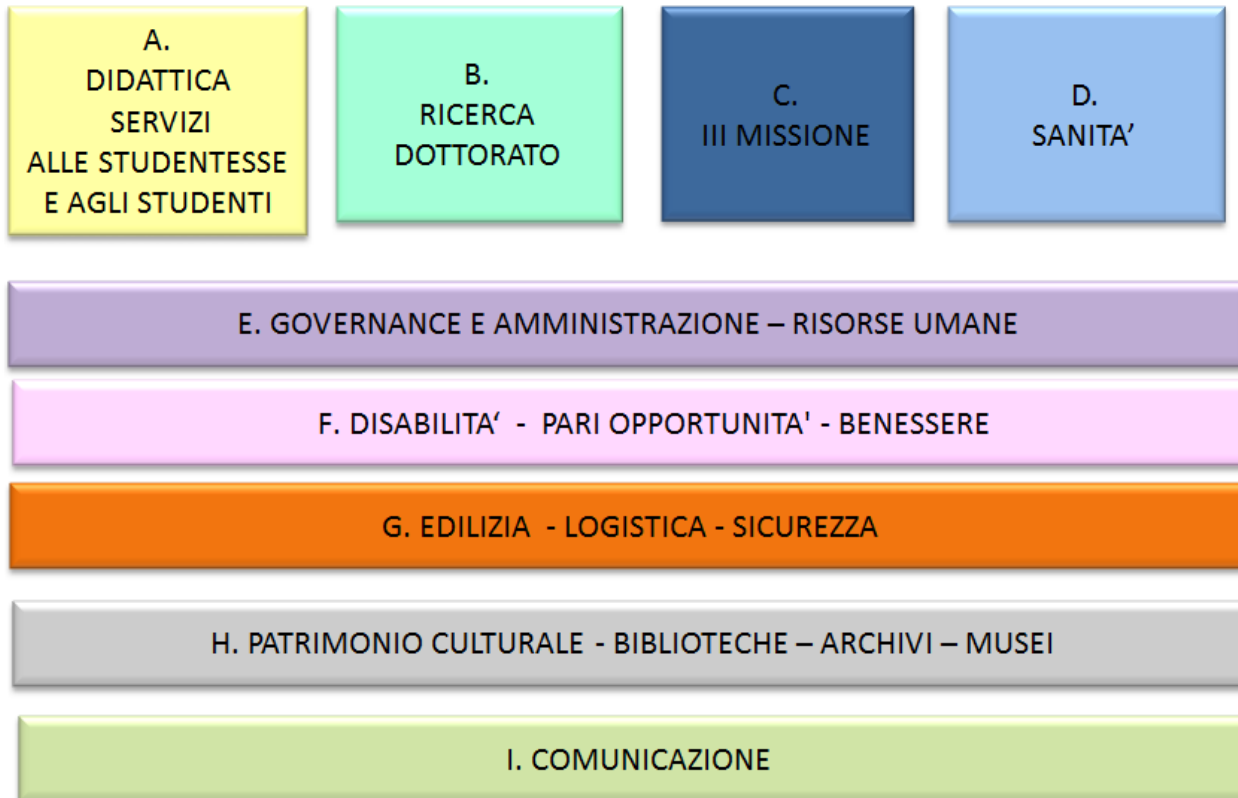 A.
DIDATTICA
SERVIZI
ALLE STUDENTESSE
E AGLI STUDENTI
B.
RICERCA
DOTTORATO
C.
III MISSIONE
D.
SANITA’
E. GOVERNANCE E AMMINISTRAZIONE – RISORSE UMANE
F. DISABILITA‘ - PARI OPPORTUNITA' - BENESSERE
G. EDILIZIA - LOGISTICA - SICUREZZA
H. PATRIMONIO CULTURALE - BIBLIOTECHE – ARCHIVI – MUSEI
I. COMUNICAZIONE